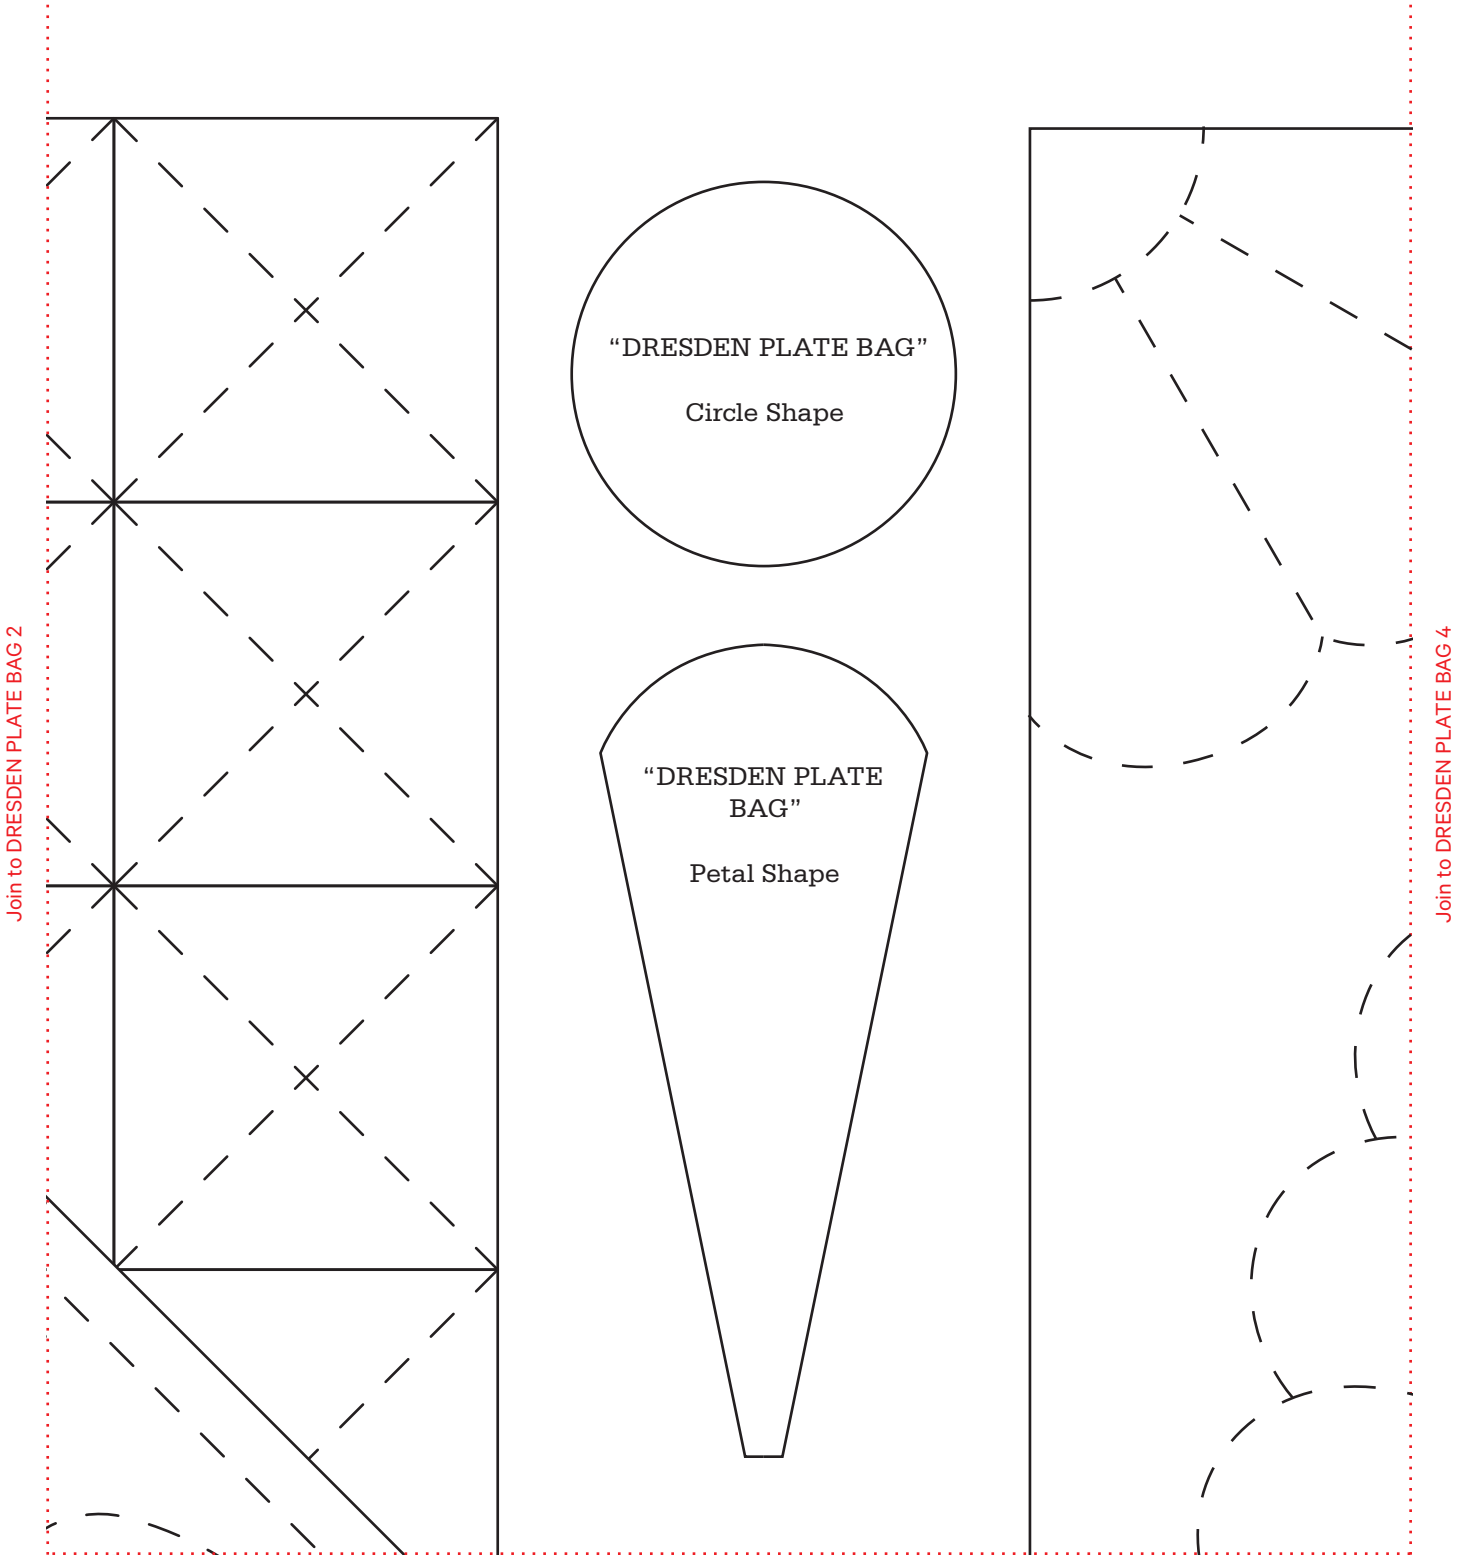 Join to DRESDEN PLATE BAG 2
“DRESDEN PLATE BAG”
Circle Shape
“DRESDEN PLATE
BAG”
Petal Shape
Join to DRESDEN PLATE BAG 4